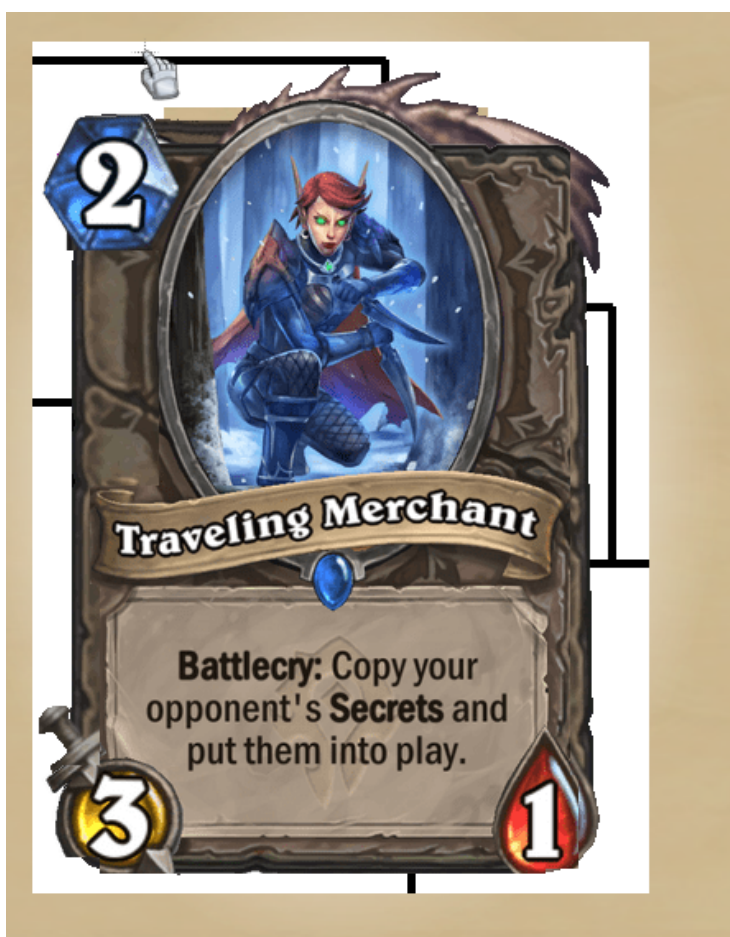 2
Traveling Merchant
Battlecry: Copy your
opponent's Secrets and
put them into play.
3
1